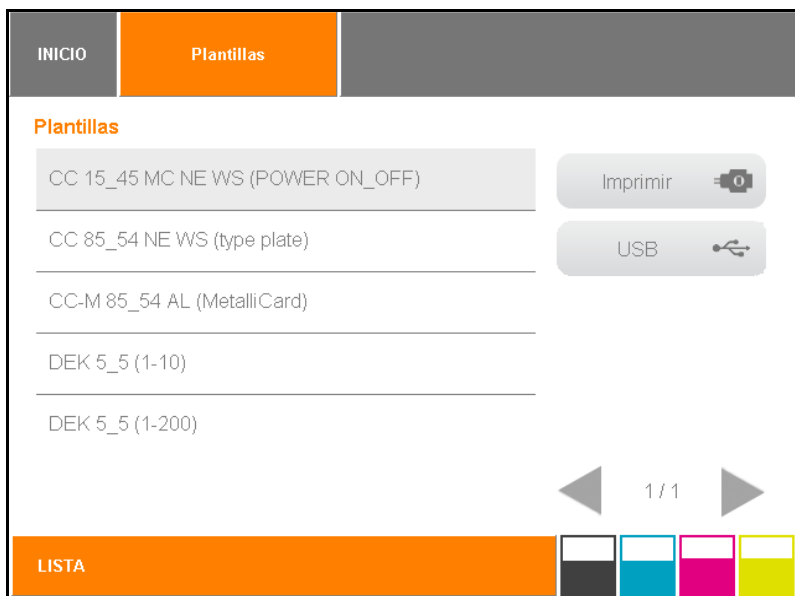 INICIO
Plantillas
Plantillas
CC 15_45 MC NE WS (POWER ON_OFF)
Imprimir
CC 85_54 NE WS (type plate)
USB
CC-M 85_54 AL (MetalliCard)
DEK 5_5 (1-10)
DEK 5_5 (1-200)
1 / 1
LISTA